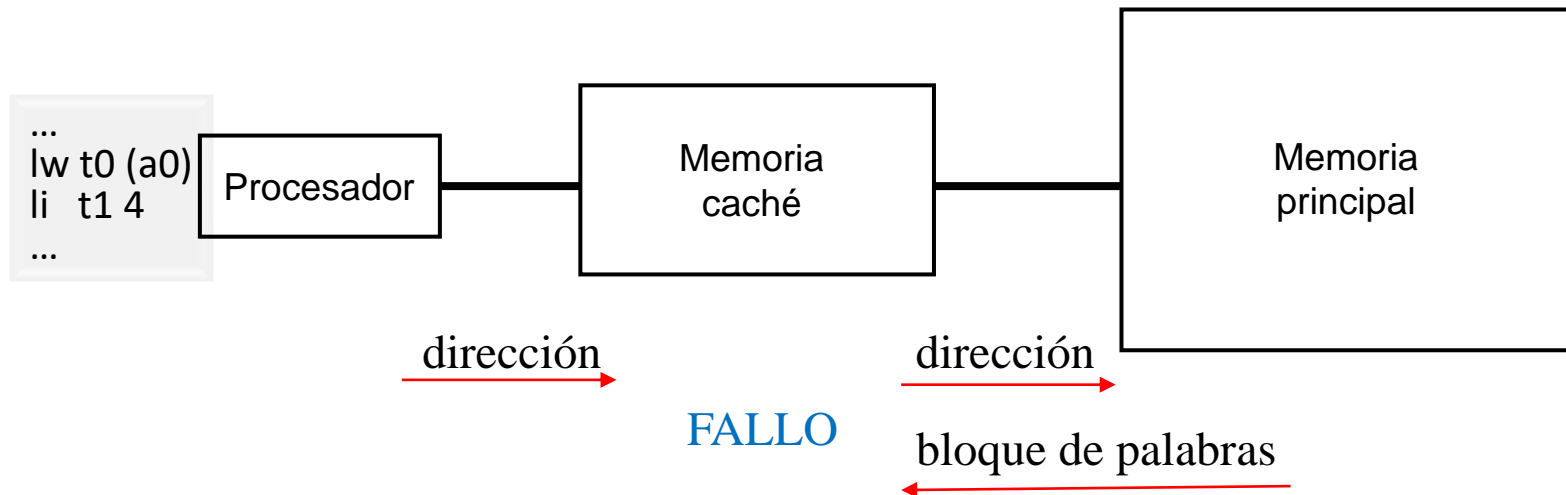 ...
lw t0 (a0)
li t1 4
...
Procesador
Memoria
caché
Memoria
principal
dirección
dirección
FALLO
bloque de palabras